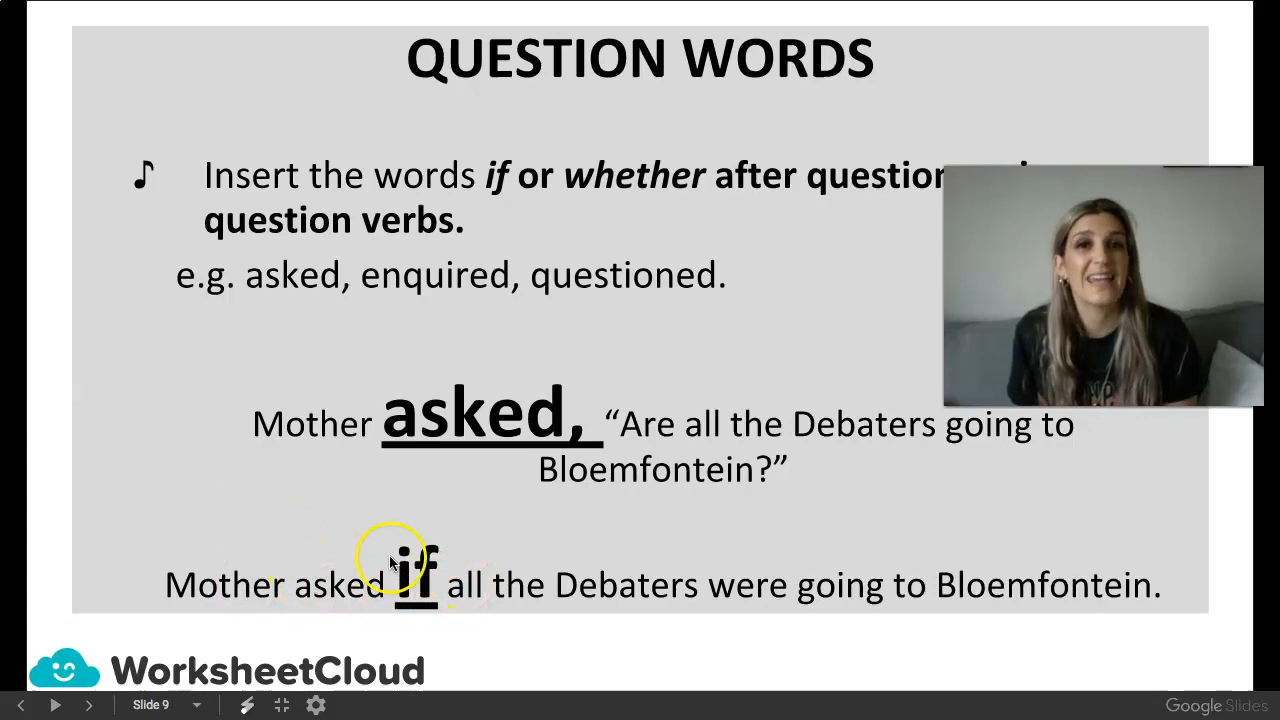 QUESTION WORDS
♪ Insert the words if or whether after question
question verbs.
e.g. asked, enquired, questioned.
Mother asked, “Are all the Debaters going to
Bloemfontein?”
Mother asked if all the Debaters were going to Bloemfontein.
WorksheetCloud
Slide 9
Google Slides